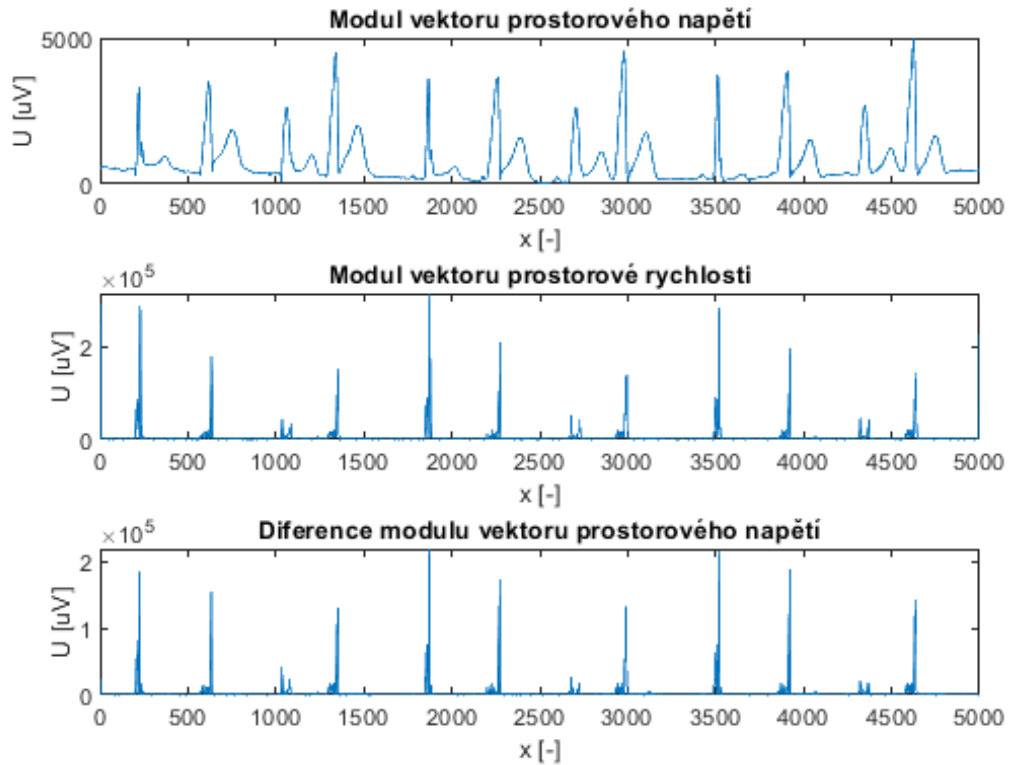 Modul vektoru prostorového napětí
5000
0
U [uV]
0 500 1000 1500 2000 2500 3000 3500 4000 4500 5000
x [-]
Modul vektoru prostorové rychlosti
×10^5
2
0
U [uV]
0 500 1000 1500 2000 2500 3000 3500 4000 4500 5000
x [-]
Diference modulu vektoru prostorového napětí
×10^5
2
1
0
U [uV]
0 500 1000 1500 2000 2500 3000 3500 4000 4500 5000
x [-]